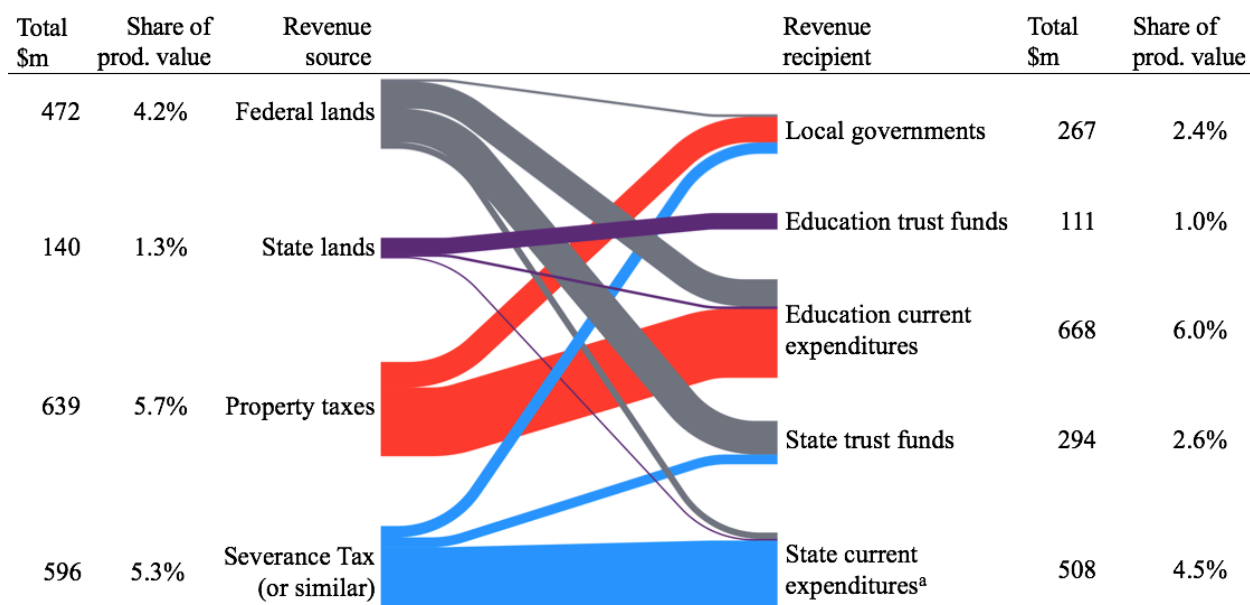 Total Share of Revenue Revenue Total Share of
$m prod. value source recipient $m prod. value
472 4.2% Federal lands
Local governments 267 2.4%
Education trust funds 111 1.0%
140 1.3% State lands
Education current
expenditures 668 6.0%
639 5.7% Property taxes
State trust funds 294 2.6%
Severance Tax State current
596 5.3% (or similar) expendituresᵃ 508 4.5%